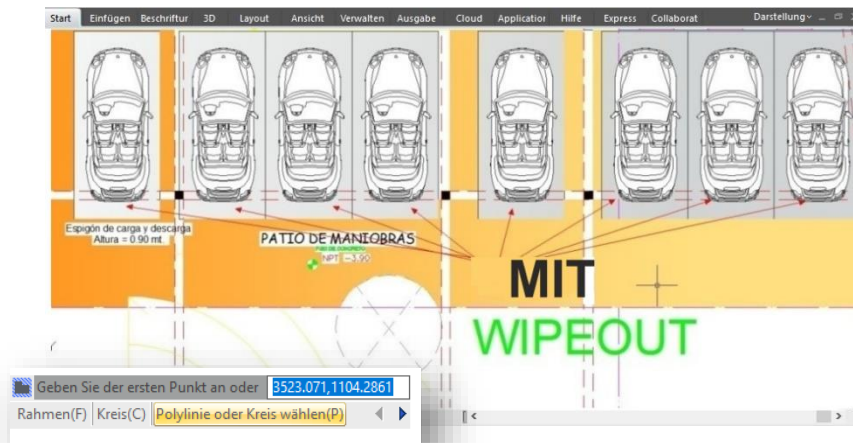 Start Einfügen Beschriftur 3D Layout Ansicht Verwalten Ausgabe Cloud Applicatior Hilfe Express Collaborat Darstellung
Espigón de carga y descarga
Altura = 0.90 mt.
PATIO DE MANIOBRAS
NPT -3.90
MIT
WIPEOUT
Geben Sie der ersten Punkt an oder 3523.071,1104.2861
Rahmen(F) Kreis(C) Polylinie oder Kreis wählen(P)